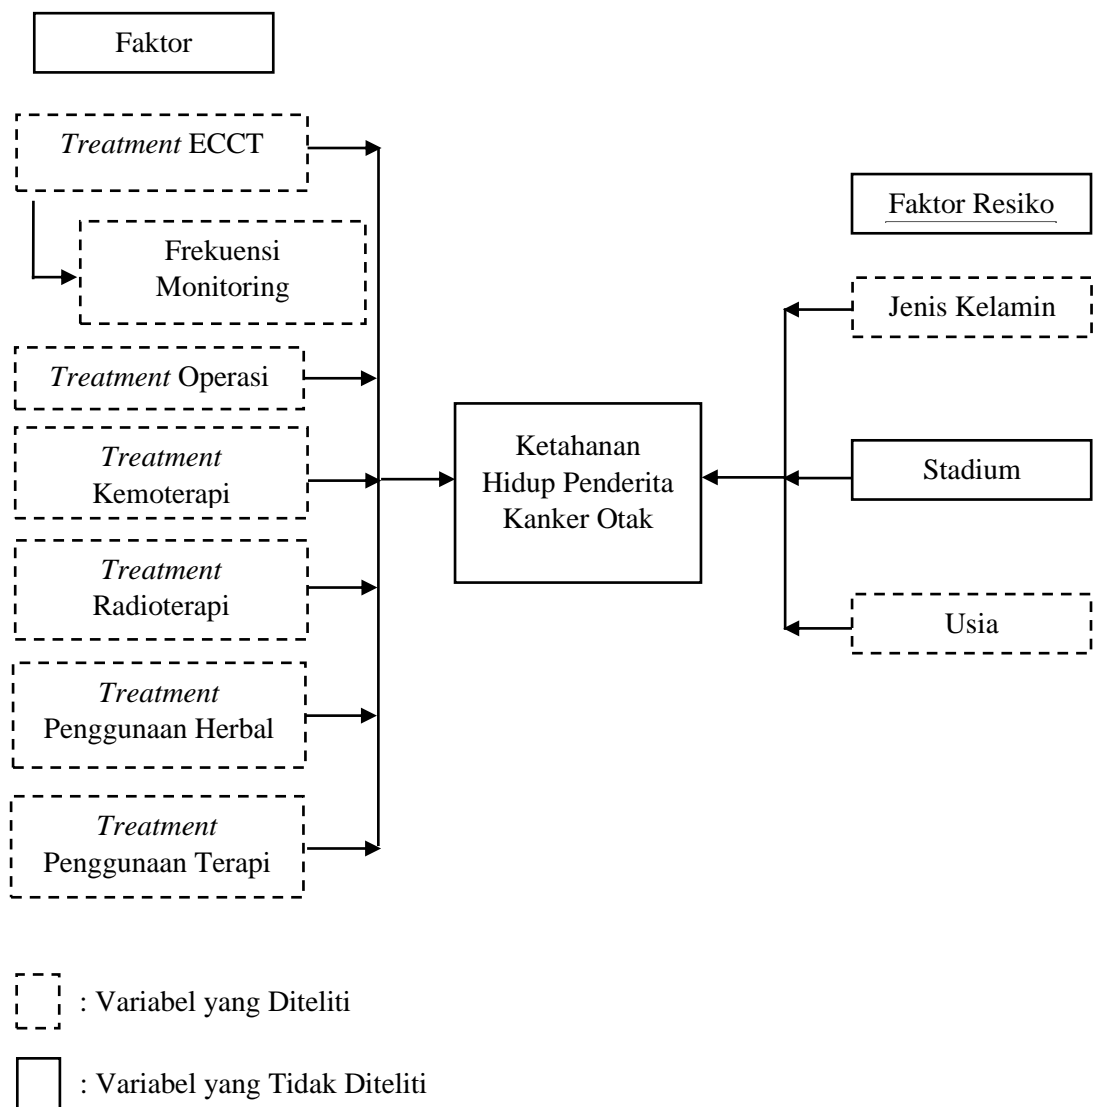 Faktor
Treatment ECCT
Frekuensi
Monitoring
Treatment Operasi
Treatment
Kemoterapi
Treatment
Radioterapi
Treatment
Penggunaan Herbal
Treatment
Penggunaan Terapi
Ketahanan
Hidup Penderita
Kanker Otak
Faktor Resiko
Jenis Kelamin
Stadium
Usia
: Variabel yang Diteliti
: Variabel yang Tidak Diteliti